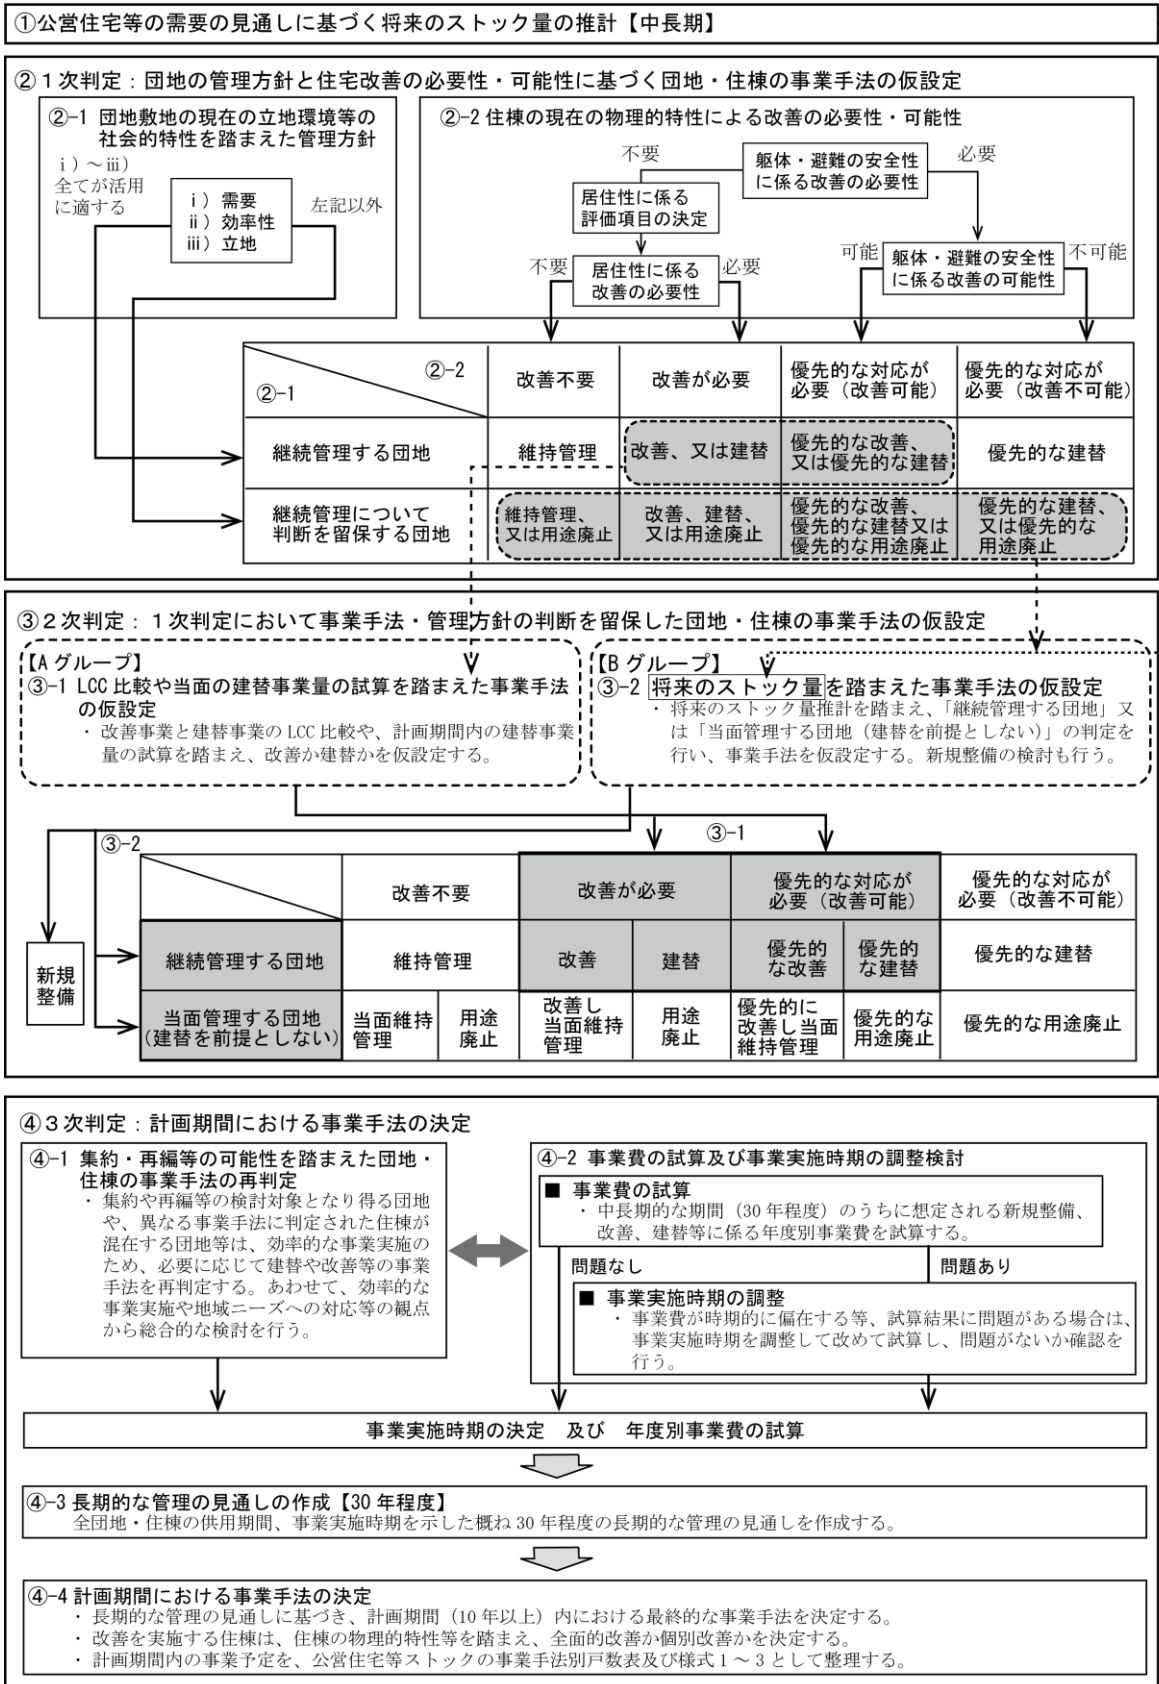 ①公営住宅等の需要の見通しに基づく将来のストック量の推計【中長期】
②１次判定：団地の管理方針と住宅改善の必要性・可能性に基づく団地・住棟の事業手法の仮設定
②-1 団地敷地の現在の立地環境等の
社会的特性を踏まえた管理方針
ⅰ）～ⅲ）
全てが活用
に適する
ⅰ）需要
ⅱ）効率性
ⅲ）立地
左記以外
②-2 住棟の現在の物理的特性による改善の必要性・可能性
不要
躯体・避難の安全性
に係る改善の必要性
必要
居住性に係る
評価項目の決定
不要
居住性に係る
改善の必要性
必要
可能
躯体・避難の安全性
に係る改善の可能性
不可能
②-2
②-1
改善不要
改善が必要
優先的な対応が
必要（改善可能）
優先的な対応が
必要（改善不可能）
継続管理する団地
維持管理
改善、又は建替
優先的な改善、
又は優先的な建替
優先的な建替
継続管理について
判断を留保する団地
維持管理、
又は用途廃止
改善、建替、
又は用途廃止
優先的な改善、
優先的な建替又は
優先的な用途廃止
優先的な建替、
又は優先的な
用途廃止
③２次判定：１次判定において事業手法・管理方針の判断を留保した団地・住棟の事業手法の仮設定
【A グループ】
③-1 LCC 比較や当面の建替事業量の試算を踏まえた事業手法
の仮設定
・改善事業と建替事業の LCC 比較や、計画期間内の建替事業
量の試算を踏まえ、改善か建替かを仮設定する。
【B グループ】
③-2 将来のストック量を踏まえた事業手法の仮設定
・将来のストック量推計を踏まえ、「継続管理する団地」又
は「当面管理する団地（建替を前提としない）」の判定を
行い、事業手法を仮設定する。新規整備の検討も行う。
③-2
③-1
改善不要
改善が必要
優先的な対応が
必要（改善可能）
優先的な対応が
必要（改善不可能）
新規
整備
継続管理する団地
維持管理
改善
建替
優先的
な改善
優先的
な建替
優先的な建替
当面管理する団地
(建替を前提としない)
当面維持
管理
用途
廃止
改善し
当面維持
管理
用途
廃止
優先的に
改善し当面
維持管理
優先的な
用途廃止
優先的な用途廃止
④３次判定：計画期間における事業手法の決定
④-1 集約・再編等の可能性を踏まえた団地・
住棟の事業手法の再判定
・集約や再編等の検討対象となり得る団地
や、異なる事業手法に判定された住棟が
混在する団地等は、効率的な事業実施の
ため、必要に応じて建替や改善等の事業
手法を再判定する。あわせて、効率的な
事業実施や地域ニーズへの対応等の観点
から総合的な検討を行う。
④-2 事業費の試算及び事業実施時期の調整検討
■ 事業費の試算
・中長期的な期間（30 年程度）のうちに想定される新規整備、
改善、建替等に係る年度別事業費を試算する。
問題なし
問題あり
■ 事業実施時期の調整
・事業費が時期的に偏在する等、試算結果に問題がある場合は、
事業実施時期を調整して改めて試算し、問題がないか確認を
行う。
事業実施時期の決定　及び　年度別事業費の試算
④-3 長期的な管理の見通しの作成【30 年程度】
全団地・住棟の供用期間、事業実施時期を示した概ね 30 年程度の長期的な管理の見通しを作成する。
④-4 計画期間における事業手法の決定
・長期的な管理の見通しに基づき、計画期間（10 年以上）内における最終的な事業手法を決定する。
・改善を実施する住棟は、住棟の物理的特性等を踏まえ、全面的改善か個別改善かを決定する。
・計画期間内の事業予定を、公営住宅等ストックの事業手法別戸数表及び様式１～３として整理する。